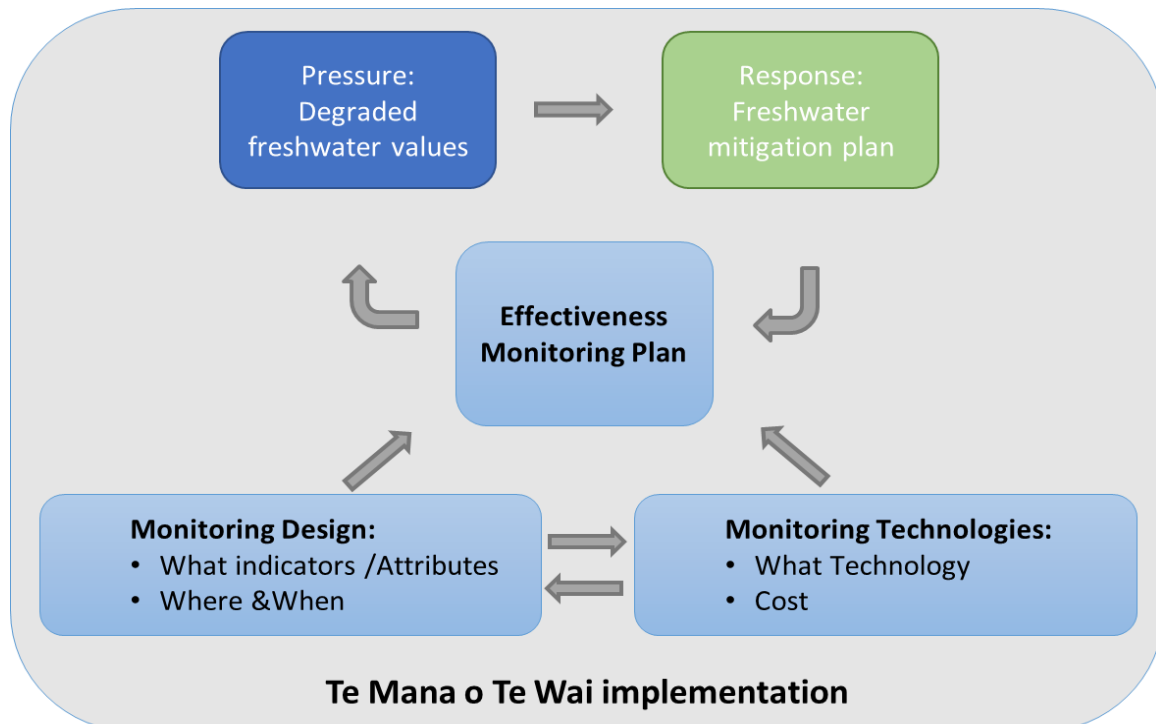 Pressure:
Degraded
freshwater values
Response:
Freshwater
mitigation plan
Effectiveness
Monitoring Plan
Monitoring Design:
• What indicators /Attributes
• Where &When
Monitoring Technologies:
• What Technology
• Cost
Te Mana o Te Wai implementation